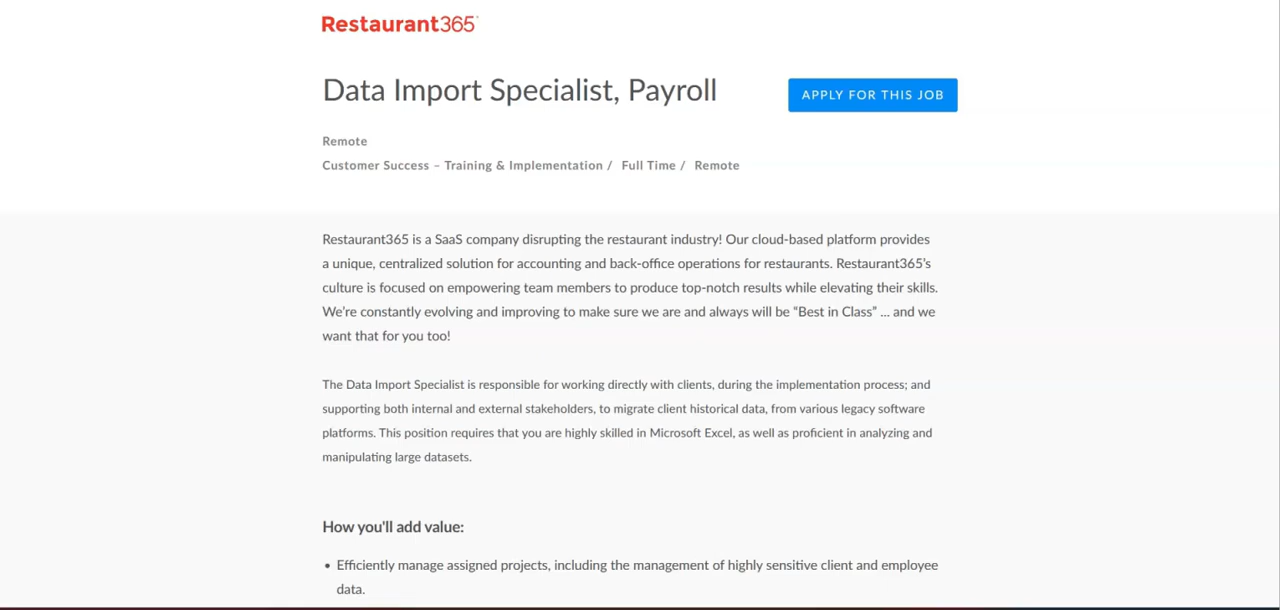 Restaurant365
Data Import Specialist, Payroll
APPLY FOR THIS JOB
Remote
Customer Success – Training & Implementation / Full Time / Remote
Restaurant365 is a SaaS company disrupting the restaurant industry! Our cloud-based platform provides
a unique, centralized solution for accounting and back-office operations for restaurants. Restaurant365’s
culture is focused on empowering team members to produce top-notch results while elevating their skills.
We’re constantly evolving and improving to make sure we are and always will be “Best in Class” ... and we
want that for you too!
The Data Import Specialist is responsible for working directly with clients, during the implementation process; and
supporting both internal and external stakeholders, to migrate client historical data, from various legacy software
platforms. This position requires that you are highly skilled in Microsoft Excel, as well as proficient in analyzing and
manipulating large datasets.
How you'll add value:
• Efficiently manage assigned projects, including the management of highly sensitive client and employee
data.